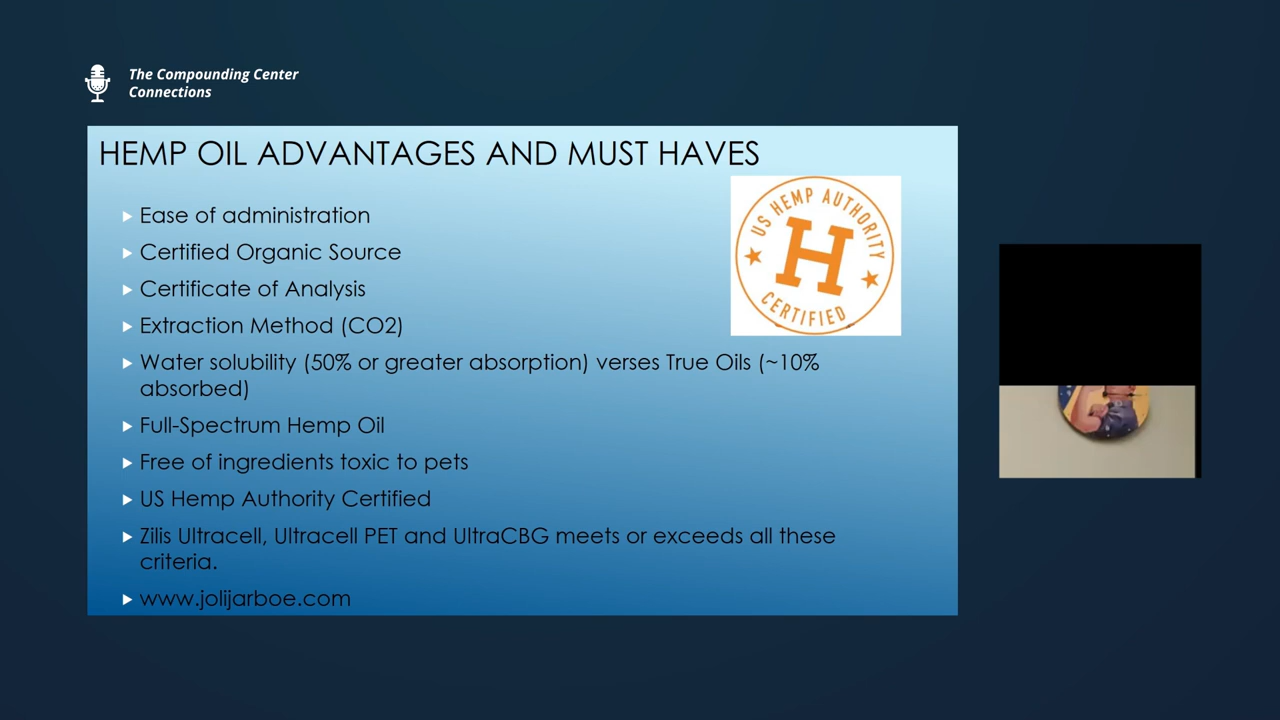 The Compounding Center
Connections
HEMP OIL ADVANTAGES AND MUST HAVES
US HEMP AUTHORITY
H
CERTIFIED
Ease of administration
Certified Organic Source
Certificate of Analysis
Extraction Method (CO2)
Water solubility (50% or greater absorption) verses True Oils (~10%
absorbed)
Full-Spectrum Hemp Oil
Free of ingredients toxic to pets
US Hemp Authority Certified
Zilis Ultracell, Ultracell PET and UltraCBG meets or exceeds all these
criteria.
www.jolijarboe.com